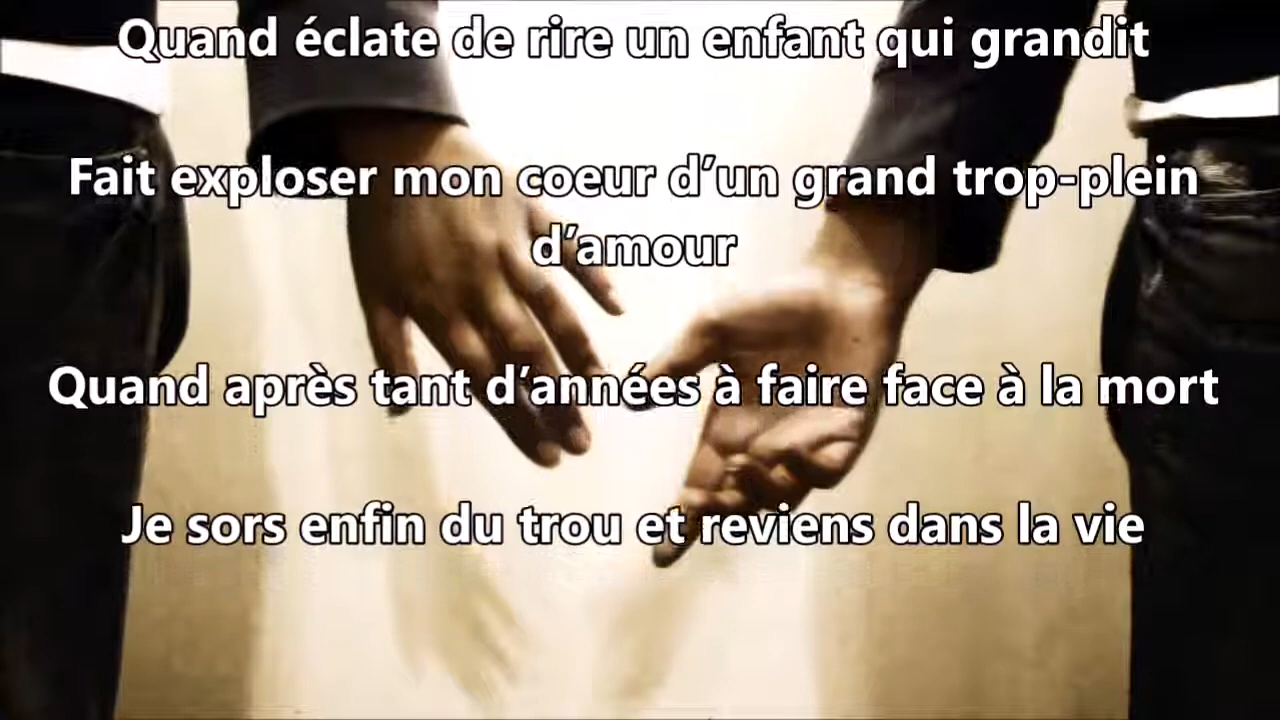 Quand éclate de rire un enfant qui grandit
Fait exploser mon coeur d’un grand trop-plein
d’amour
Quand après tant d’années à faire face à la mort
Je sors enfin du trou et reviens dans la vie